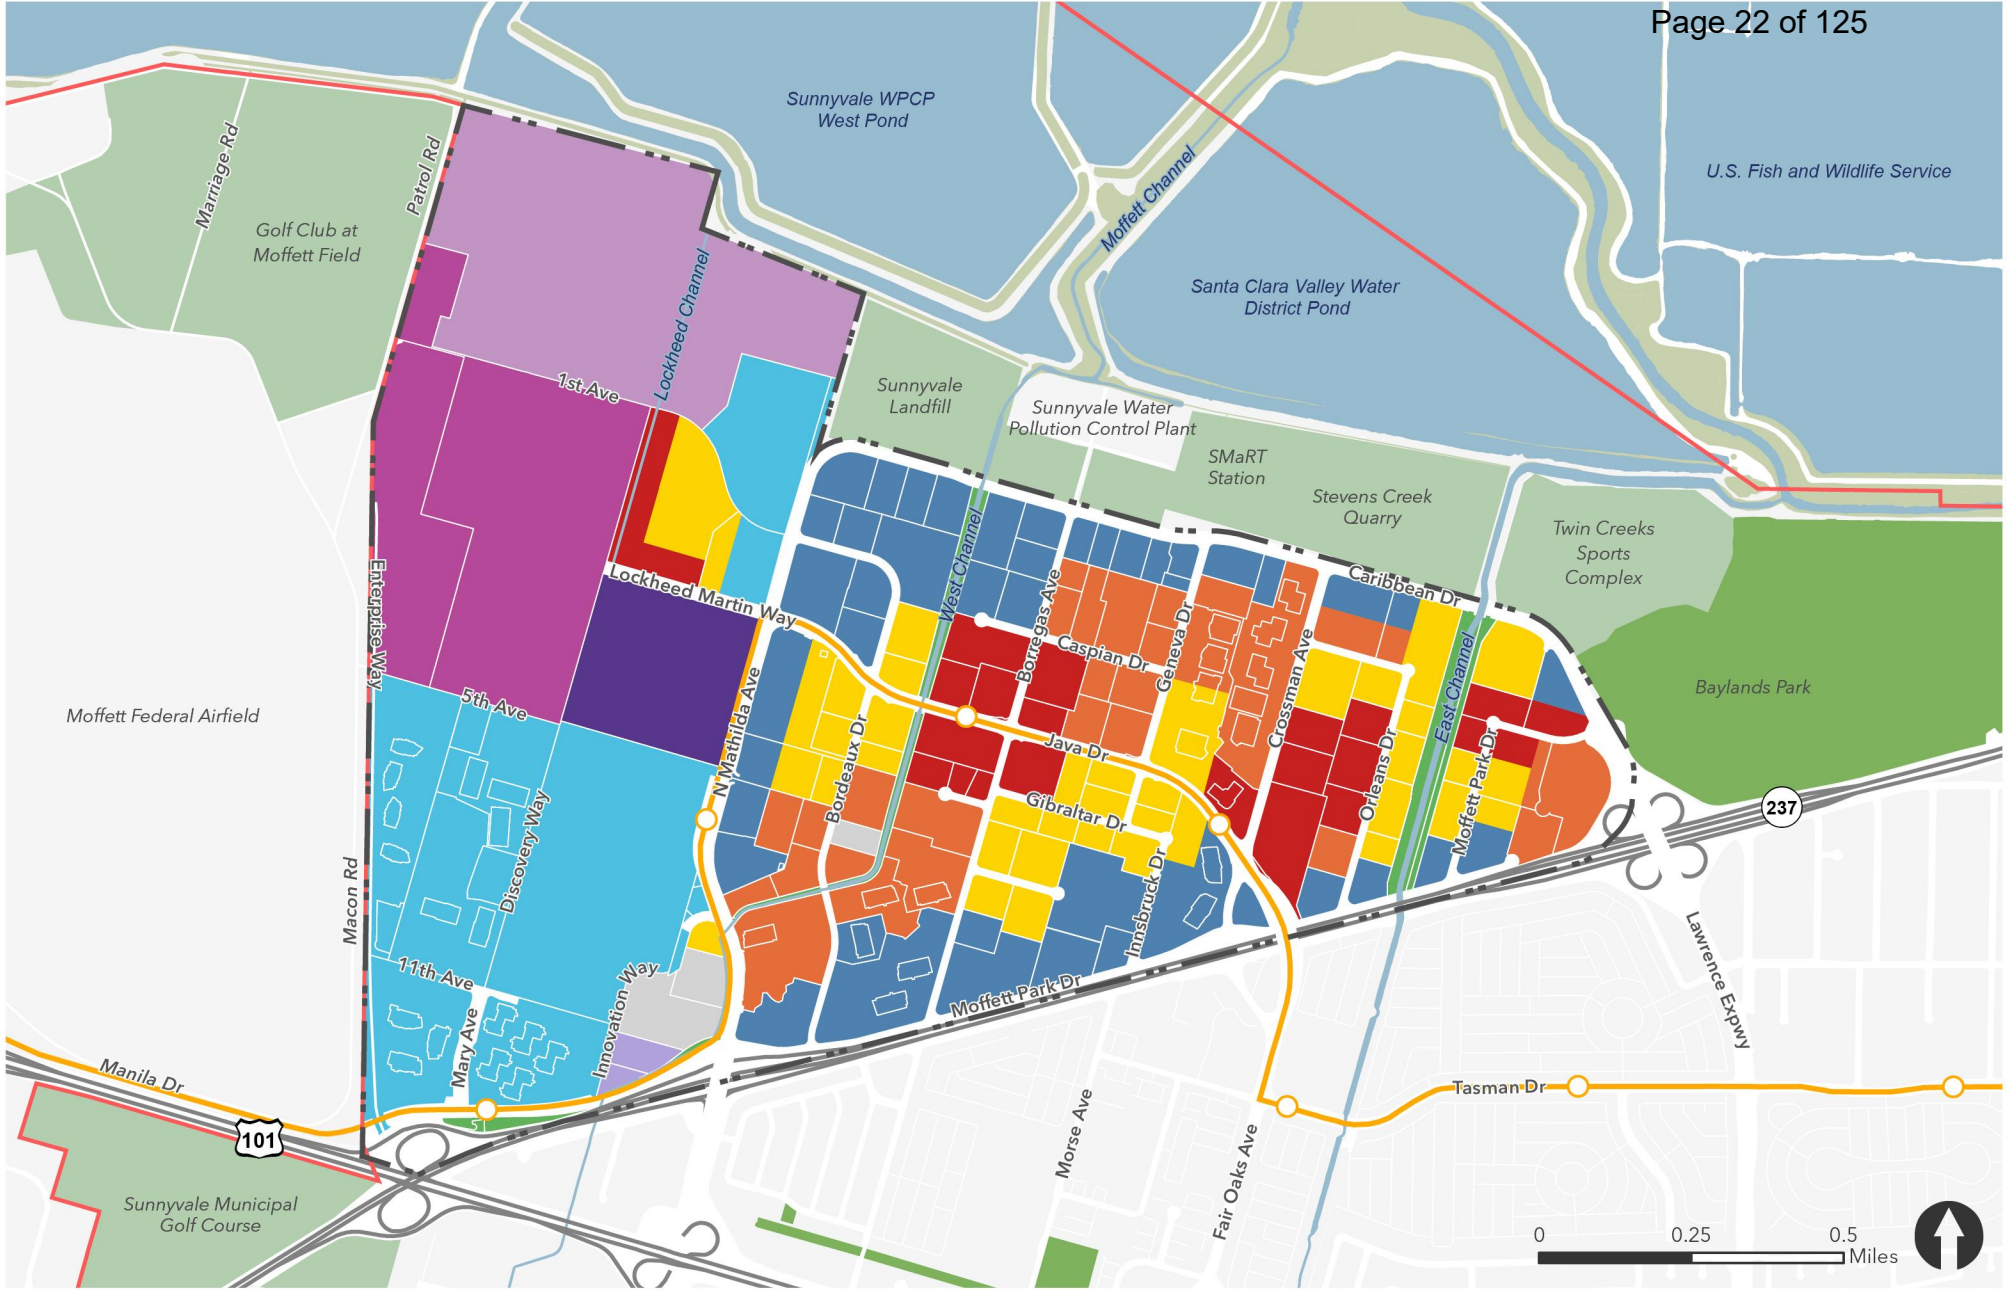 Page 22 of 125
Sunnyvale WPCP
West Pond
U.S. Fish and Wildlife Service
Marriage Rd
Patrol Rd
Moffett Channel
Golf Club at
Moffett Field
Santa Clara Valley Water
District Pond
Lockheed Channel
1st Ave
Sunnyvale
Landfill
Sunnyvale Water
Pollution Control Plant
SMaRT
Station
Stevens Creek
Quarry
Twin Creeks
Sports
Complex
West Channel
Enterprise Way
Lockheed Martin Way
Borregas Ave
Caribbean Dr
Geneva Dr
Caspian Dr
Crossman Ave
East Channel
Baylands Park
Moffett Federal Airfield
5th Ave
N Mathilda Ave
Bordeaux Dr
Java Dr
Orleans Dr
Moffett Park Dr
Gibraltar Dr
237
Discovery Way
Innsbruck Dr
Macon Rd
11th Ave
Innovation Way
Moffett Park Dr
Lawrence Expwy
Mary Ave
Manila Dr
Tasman Dr
101
Morse Ave
Fair Oaks Ave
Sunnyvale Municipal
Golf Course
0 0.25 0.5
Miles